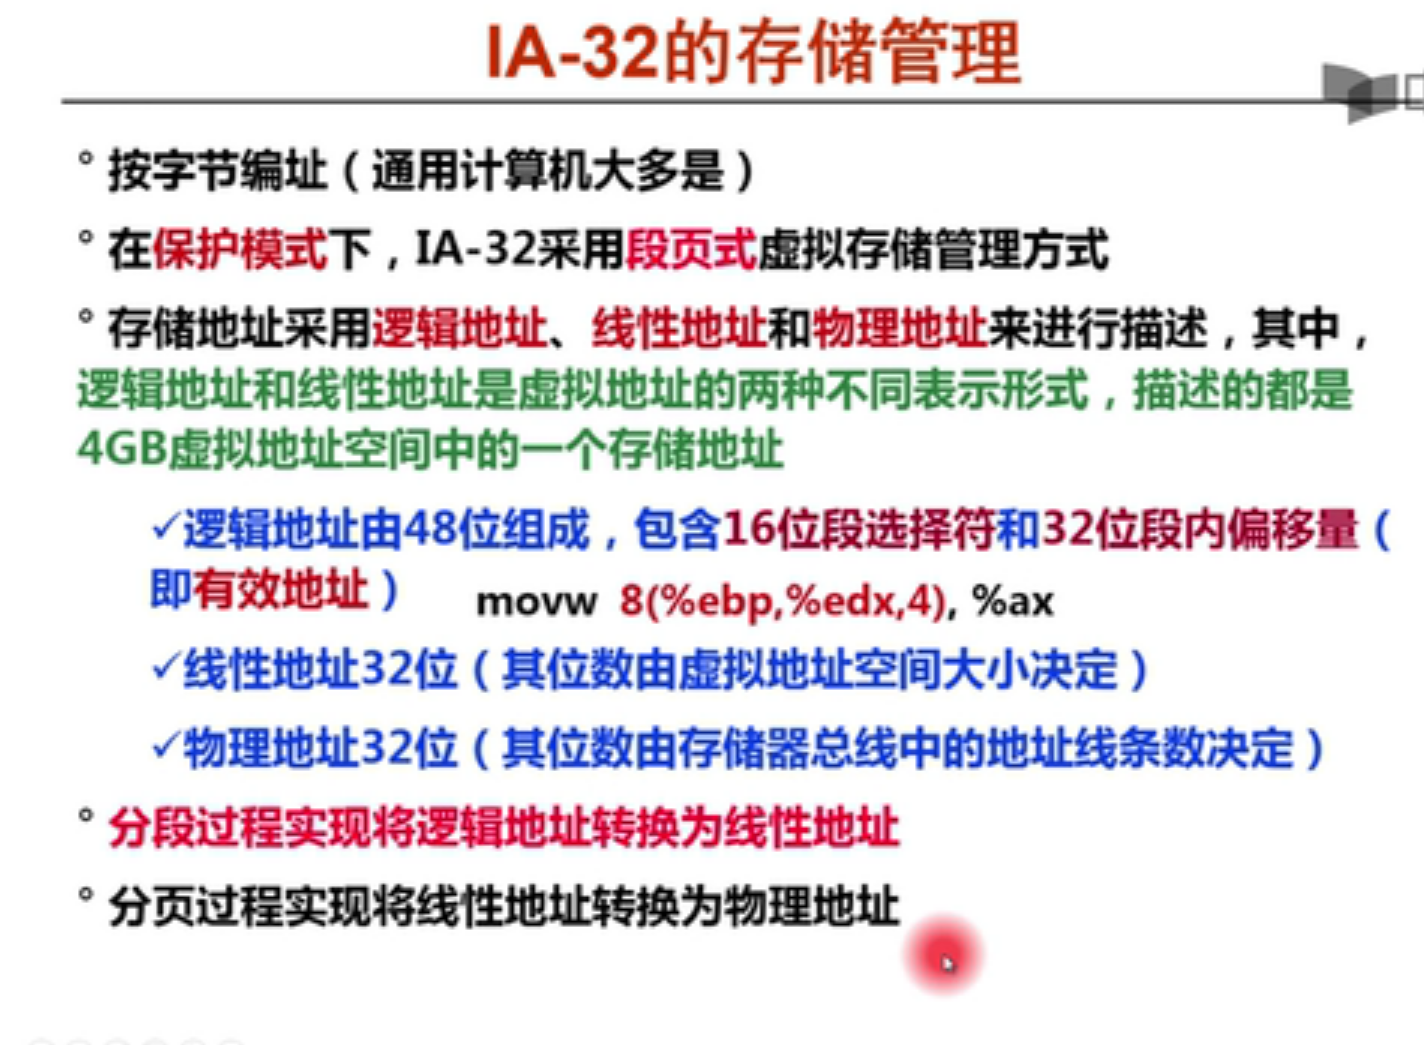 IA-32的存储管理
° 按字节编址（通用计算机大多是）
° 在保护模式下，IA-32采用段页式虚拟存储管理方式
° 存储地址采用逻辑地址、线性地址和物理地址来进行描述，其中，
逻辑地址和线性地址是虚拟地址的两种不同表示形式，描述的都是
4GB虚拟地址空间中的一个存储地址
✓逻辑地址由48位组成，包含16位段选择符和32位段内偏移量（
即有效地址）
movw 8(%ebp,%edx,4), %ax
✓线性地址32位（其位数由虚拟地址空间大小决定）
✓物理地址32位（其位数由存储器总线中的地址线条数决定）
° 分段过程实现将逻辑地址转换为线性地址
° 分页过程实现将线性地址转换为物理地址